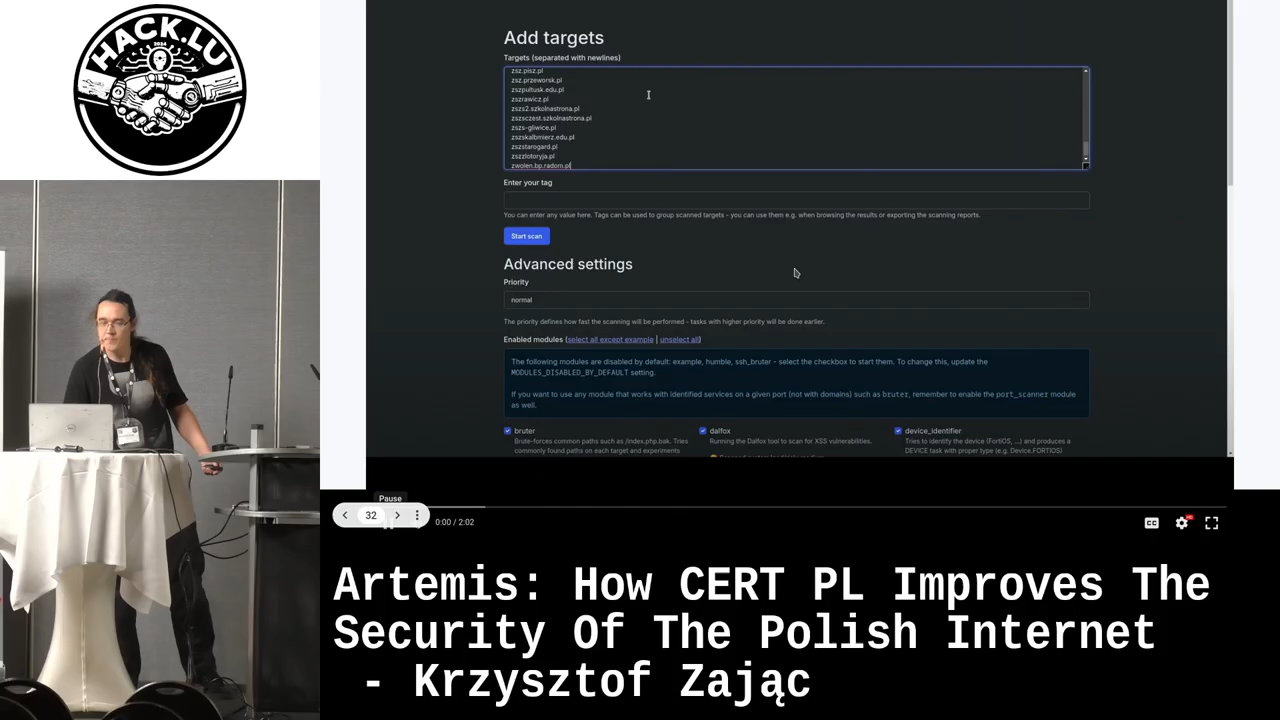 HACK.LU
2024
Add targets
Targets (separated with newlines)
zsz.pisz.pl
zsz.przeworsk.pl
zszpultusk.edu.pl
zszrawicz.pl
zszs2.szkolnastrona.pl
zszsczest.szkolnastrona.pl
zszs-gliwice.pl
zszskalbmierz.edu.pl
zszstarogard.pl
zszzlotoryja.pl
zwolen.bp.radom.pl
Enter your tag
You can enter any value here. Tags can be used to group scanned targets - you can use them e.g. when browsing the results or exporting the scanning reports.
Start scan
Advanced settings
Priority
normal
The priority defines how fast the scanning will be performed - tasks with higher priority will be done earlier.
Enabled modules (select all except example | unselect all)
The following modules are disabled by default: example, humble, ssh_bruter - select the checkbox to start them. To change this, update the
MODULES_DISABLED_BY_DEFAULT setting.
If you want to use any module that works with identified services on a given port (not with domains) such as bruter, remember to enable the port_scanner module
as well.
bruter
Brute-forces common paths such as /index.php.bak. Tries
commonly found paths on each target and experiments
dalfox
Running the Dalfox tool to scan for XSS vulnerabilities.
device_identifier
Tries to identify the device (FortiOS, ...) and produces a
DEVICE task with proper type (e.g. Device.FORTIOS)
Pause
32
0:00 / 2:02
CC
HD
Artemis: How CERT PL Improves The
Security Of The Polish Internet
- Krzysztof Zając